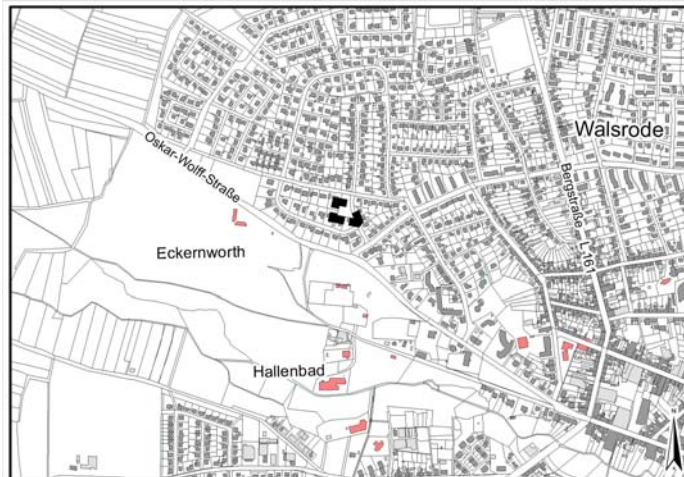 Walsrode
Oskar-Wolff-Straße
Bergstraße L 161
Eckernworth
Hallenbad